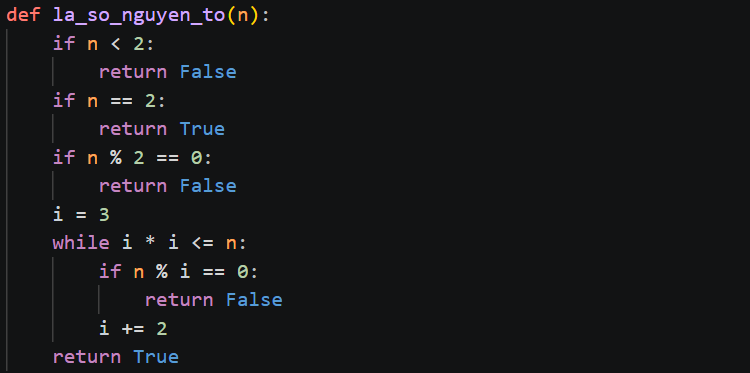 def la_so_nguyen_to(n):
    if n < 2:
        return False
    if n == 2:
        return True
    if n % 2 == 0:
        return False
    i = 3
    while i * i <= n:
        if n % i == 0:
            return False
        i += 2
    return True